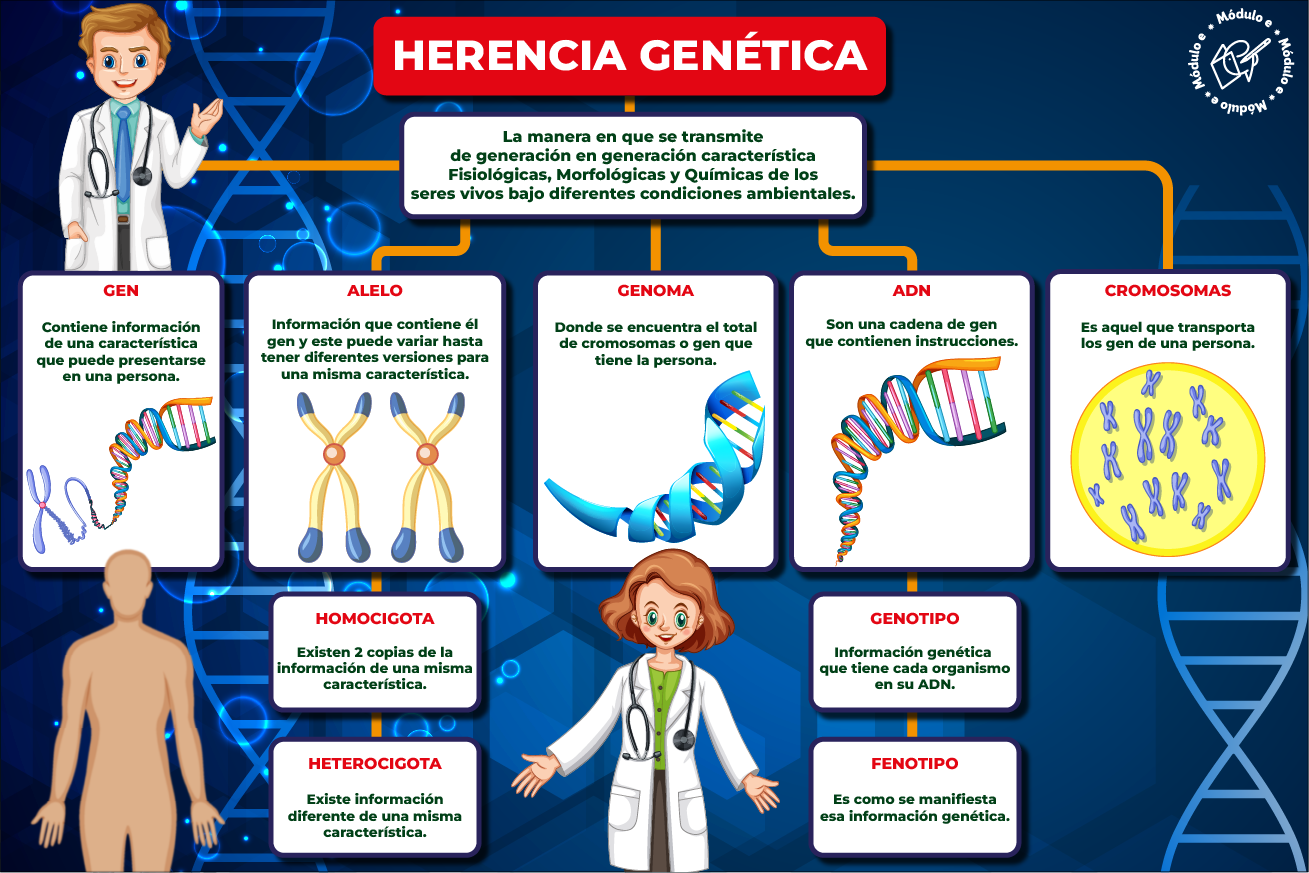 HERENCIA GENÉTICA
Módulo e * Módulo e * Módulo e * Módulo e *
La manera en que se transmite
de generación en generación característica
Fisiológicas, Morfológicas y Químicas de los
seres vivos bajo diferentes condiciones ambientales.
GEN
Contiene información
de una característica
que puede presentarse
en una persona.
ALELO
Información que contiene él
gen y este puede variar hasta
tener diferentes versiones para
una misma característica.
GENOMA
Donde se encuentra el total
de cromosomas o gen que
tiene la persona.
ADN
Son una cadena de gen
que contienen instrucciones.
CROMOSOMAS
Es aquel que transporta
los gen de una persona.
HOMOCIGOTA
Existen 2 copias de la
información de una misma
característica.
GENOTIPO
Información genética
que tiene cada organismo
en su ADN.
HETEROCIGOTA
Existe información
diferente de una misma
característica.
FENOTIPO
Es como se manifiesta
esa información genética.